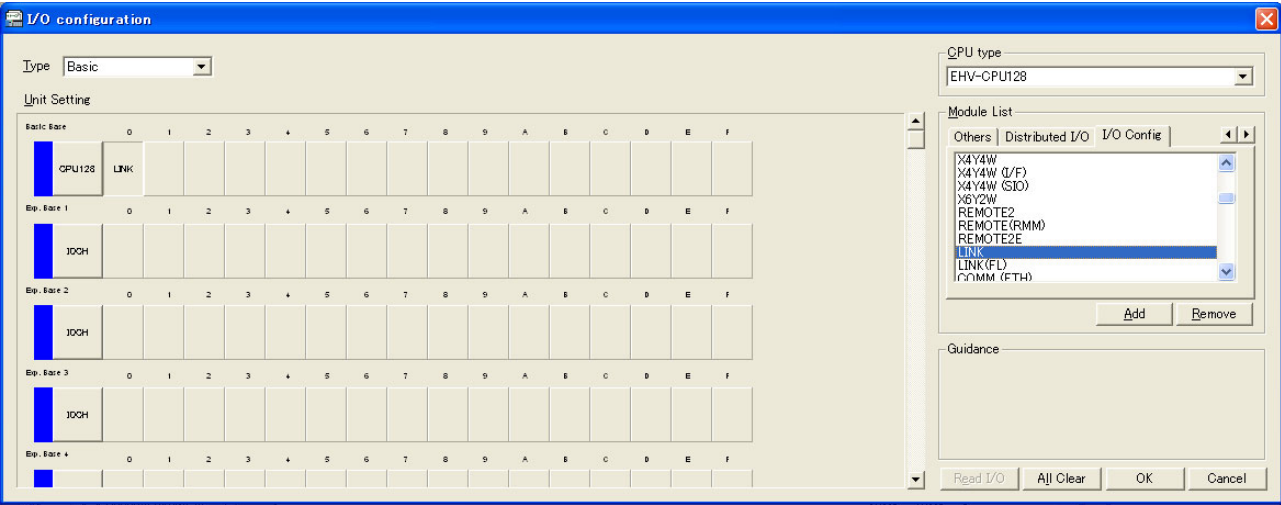 I/O configuration
Type Basic
Unit Setting
Basic Base 0 1 2 3 4 5 6 7 8 9 A B C D E F
CPU128 LINK
Exp. Base 1 0 1 2 3 4 5 6 7 8 9 A B C D E F
IOCH
Exp. Base 2 0 1 2 3 4 5 6 7 8 9 A B C D E F
IOCH
Exp. Base 3 0 1 2 3 4 5 6 7 8 9 A B C D E F
IOCH
Exp. Base 4 0 1 2 3 4 5 6 7 8 9 A B C D E F
CPU type
EHV-CPU128
Module List
Others Distributed I/O I/O Config
X4Y4W
X4Y4W (I/F)
X4Y4W (SIO)
X6Y2W
REMOTE2
REMOTE(RMM)
REMOTE2E
LINK
LINK(FL)
COMM (ETH)
Add Remove
Guidance
Read I/O All Clear OK Cancel